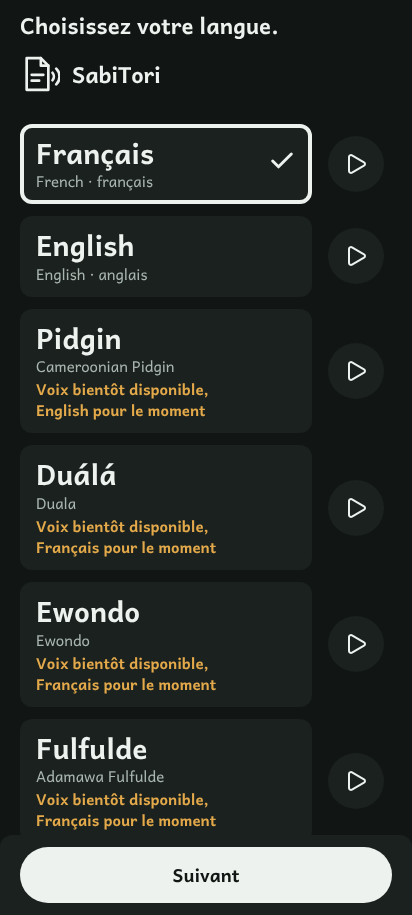 Choisissez votre langue.
SabiTori
Français
French · français
English
English · anglais
Pidgin
Cameroonian Pidgin
Voix bientôt disponible,
English pour le moment
Duálá
Duala
Voix bientôt disponible,
Français pour le moment
Ewondo
Ewondo
Voix bientôt disponible,
Français pour le moment
Fulfulde
Adamawa Fulfulde
Voix bientôt disponible,
Français pour le moment
Suivant